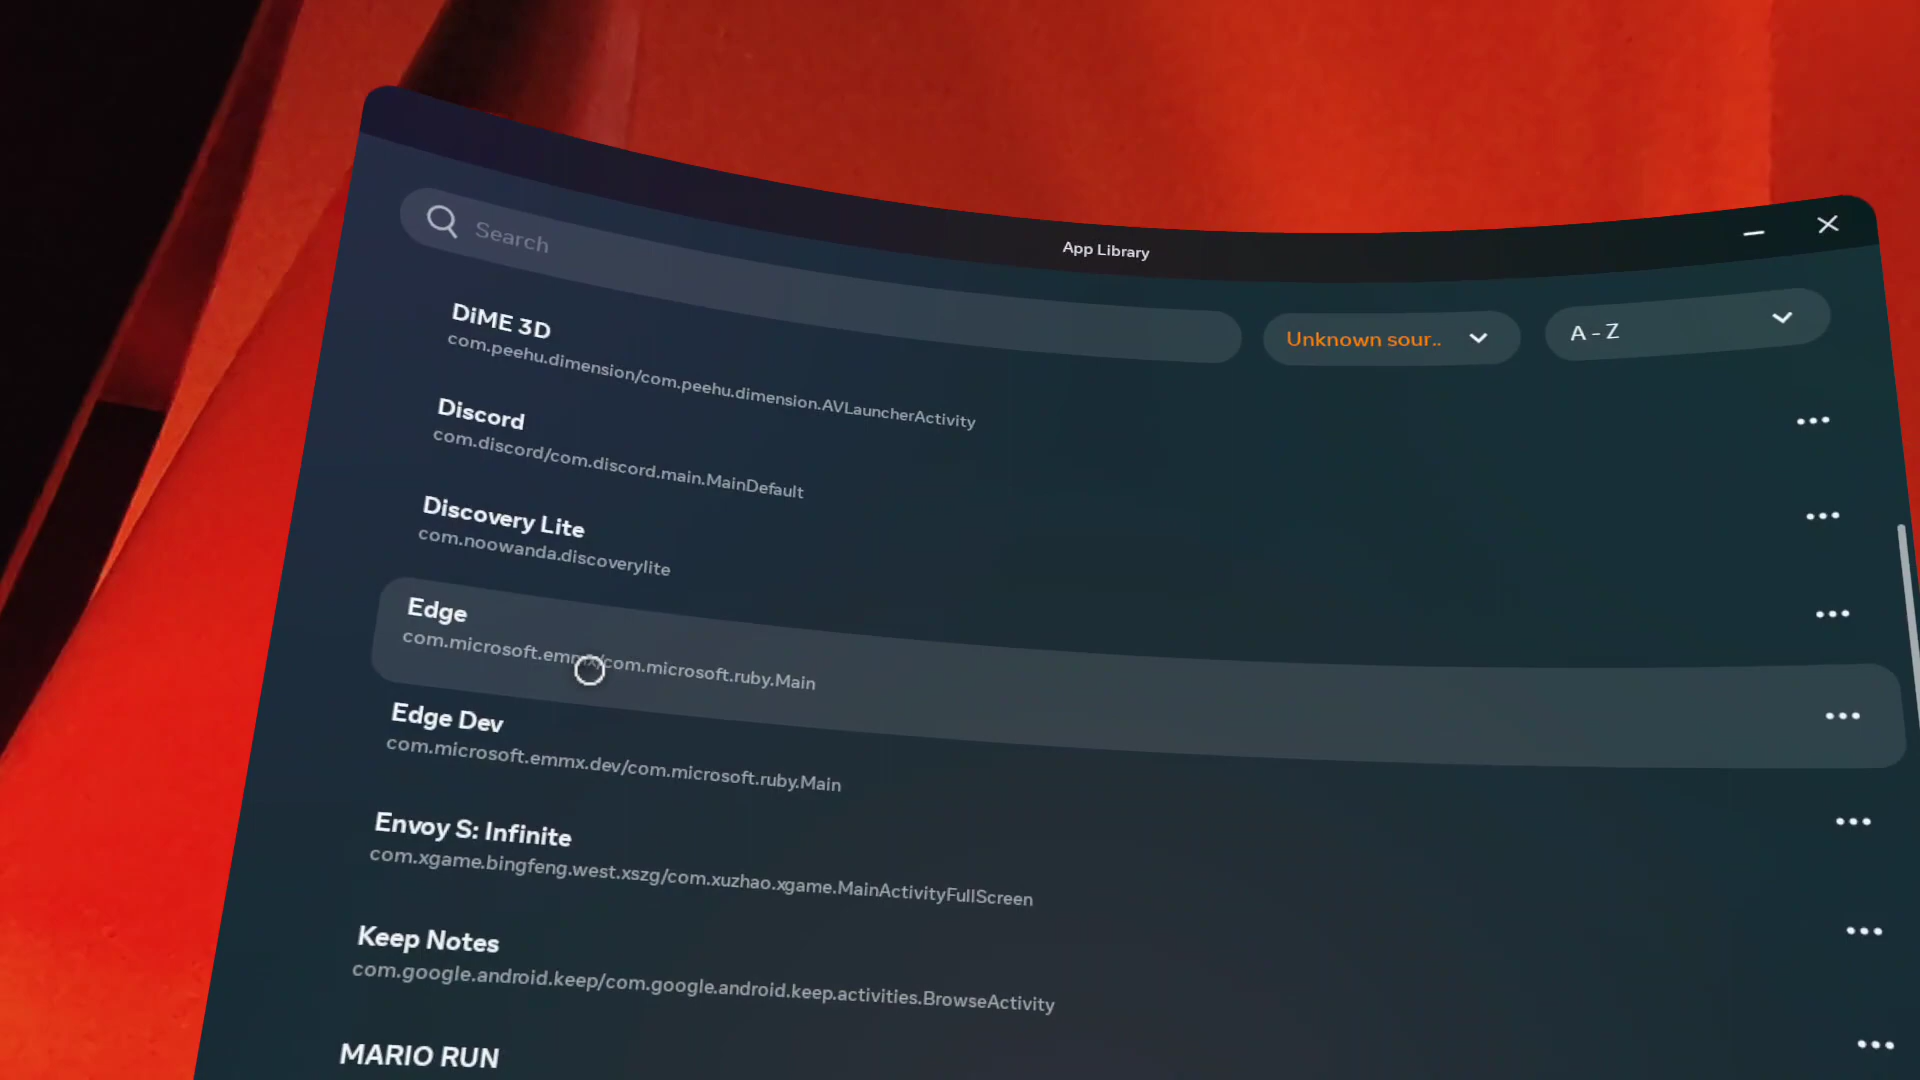 App Library
Search
Unknown sour..
A - Z
DiME 3D
com.peehu.dimension/com.peehu.dimension.AVLauncherActivity
Discord
com.discord/com.discord.main.MainDefault
Discovery Lite
com.noowanda.discoverylite
Edge
com.microsoft.emmx/com.microsoft.ruby.Main
Edge Dev
com.microsoft.emmx.dev/com.microsoft.ruby.Main
Envoy S: Infinite
com.xgame.bingfeng.west.xszg/com.xuzhao.xgame.MainActivityFullScreen
Keep Notes
com.google.android.keep/com.google.android.keep.activities.BrowseActivity
MARIO RUN